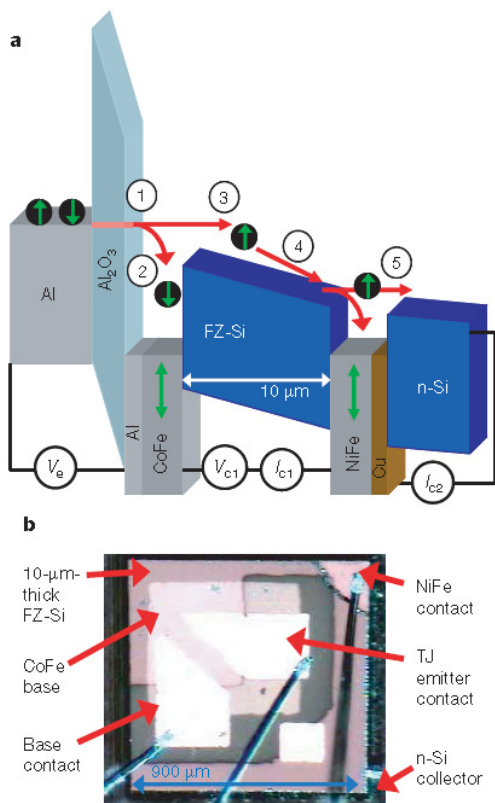 a
1
3
4
5
2
Al
Al2O3
FZ-Si
n-Si
10 μm
Al
CoFe
NiFe
Cu
Ve
Vc1
Ic1
Ic2
b
10-μm-
thick
FZ-Si
CoFe
base
Base
contact
NiFe
contact
TJ
emitter
contact
n-Si
collector
900 μm